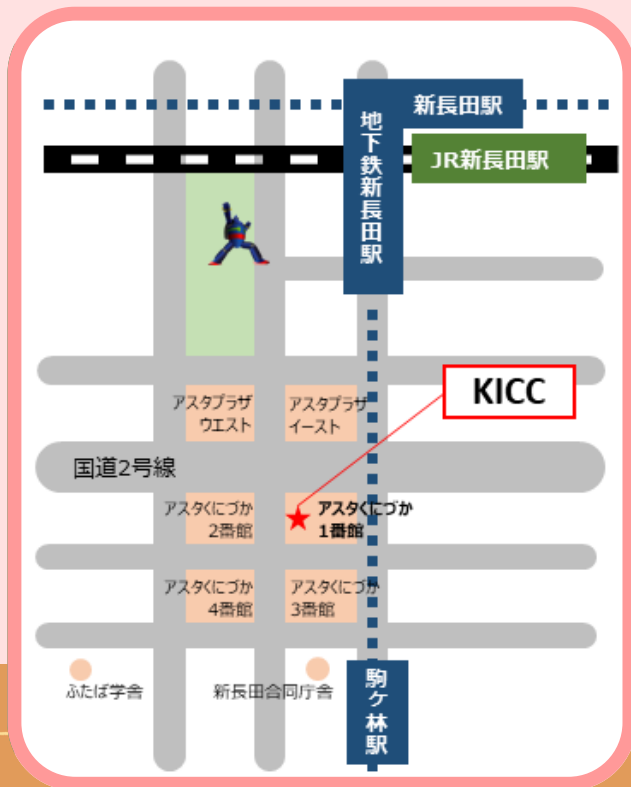 新長田駅
地下鉄新長田駅
JR新長田駅
KICC
アスタプラザ
ウエスト
アスタプラザ
イースト
国道2号線
アスタくにづか
2番館
アスタくにづか
1番館
アスタくにづか
4番館
アスタくにづか
3番館
ふたば学舎
新長田合同庁舎
駒ケ林駅